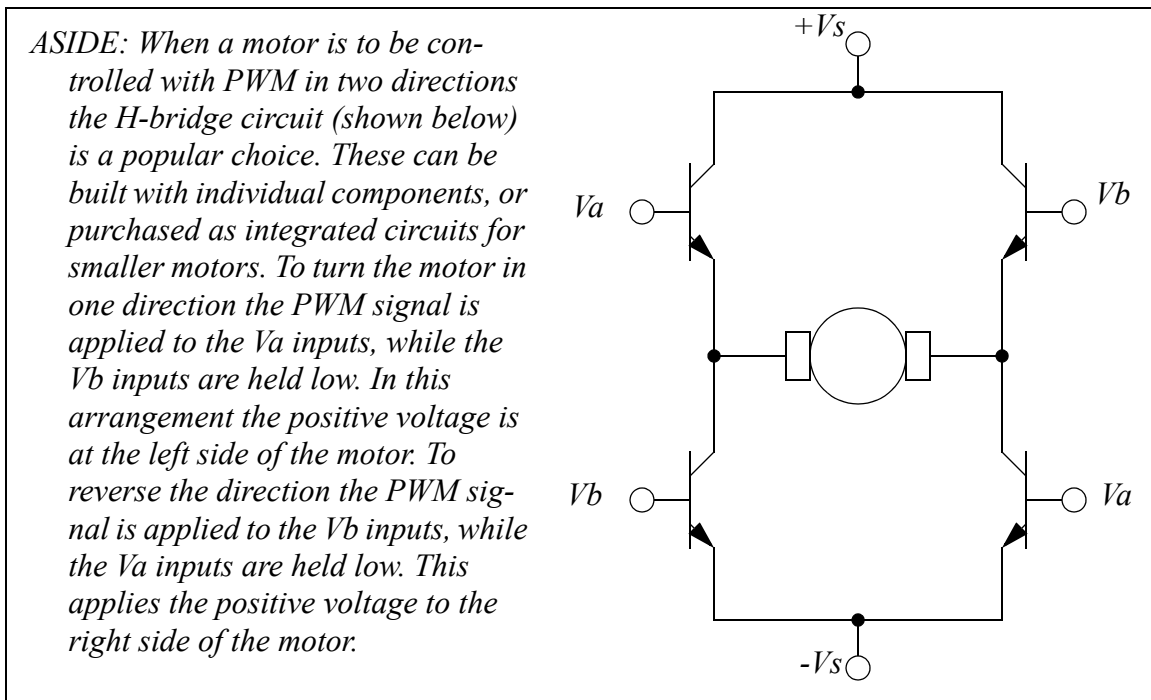 ASIDE: When a motor is to be con-
trolled with PWM in two directions
the H-bridge circuit (shown below)
is a popular choice. These can be
built with individual components, or
purchased as integrated circuits for
smaller motors. To turn the motor in
one direction the PWM signal is
applied to the Va inputs, while the
Vb inputs are held low. In this
arrangement the positive voltage is
at the left side of the motor. To
reverse the direction the PWM sig-
nal is applied to the Vb inputs, while
the Va inputs are held low. This
applies the positive voltage to the
right side of the motor.
+Vs
Va
Vb
Vb
Va
-Vs